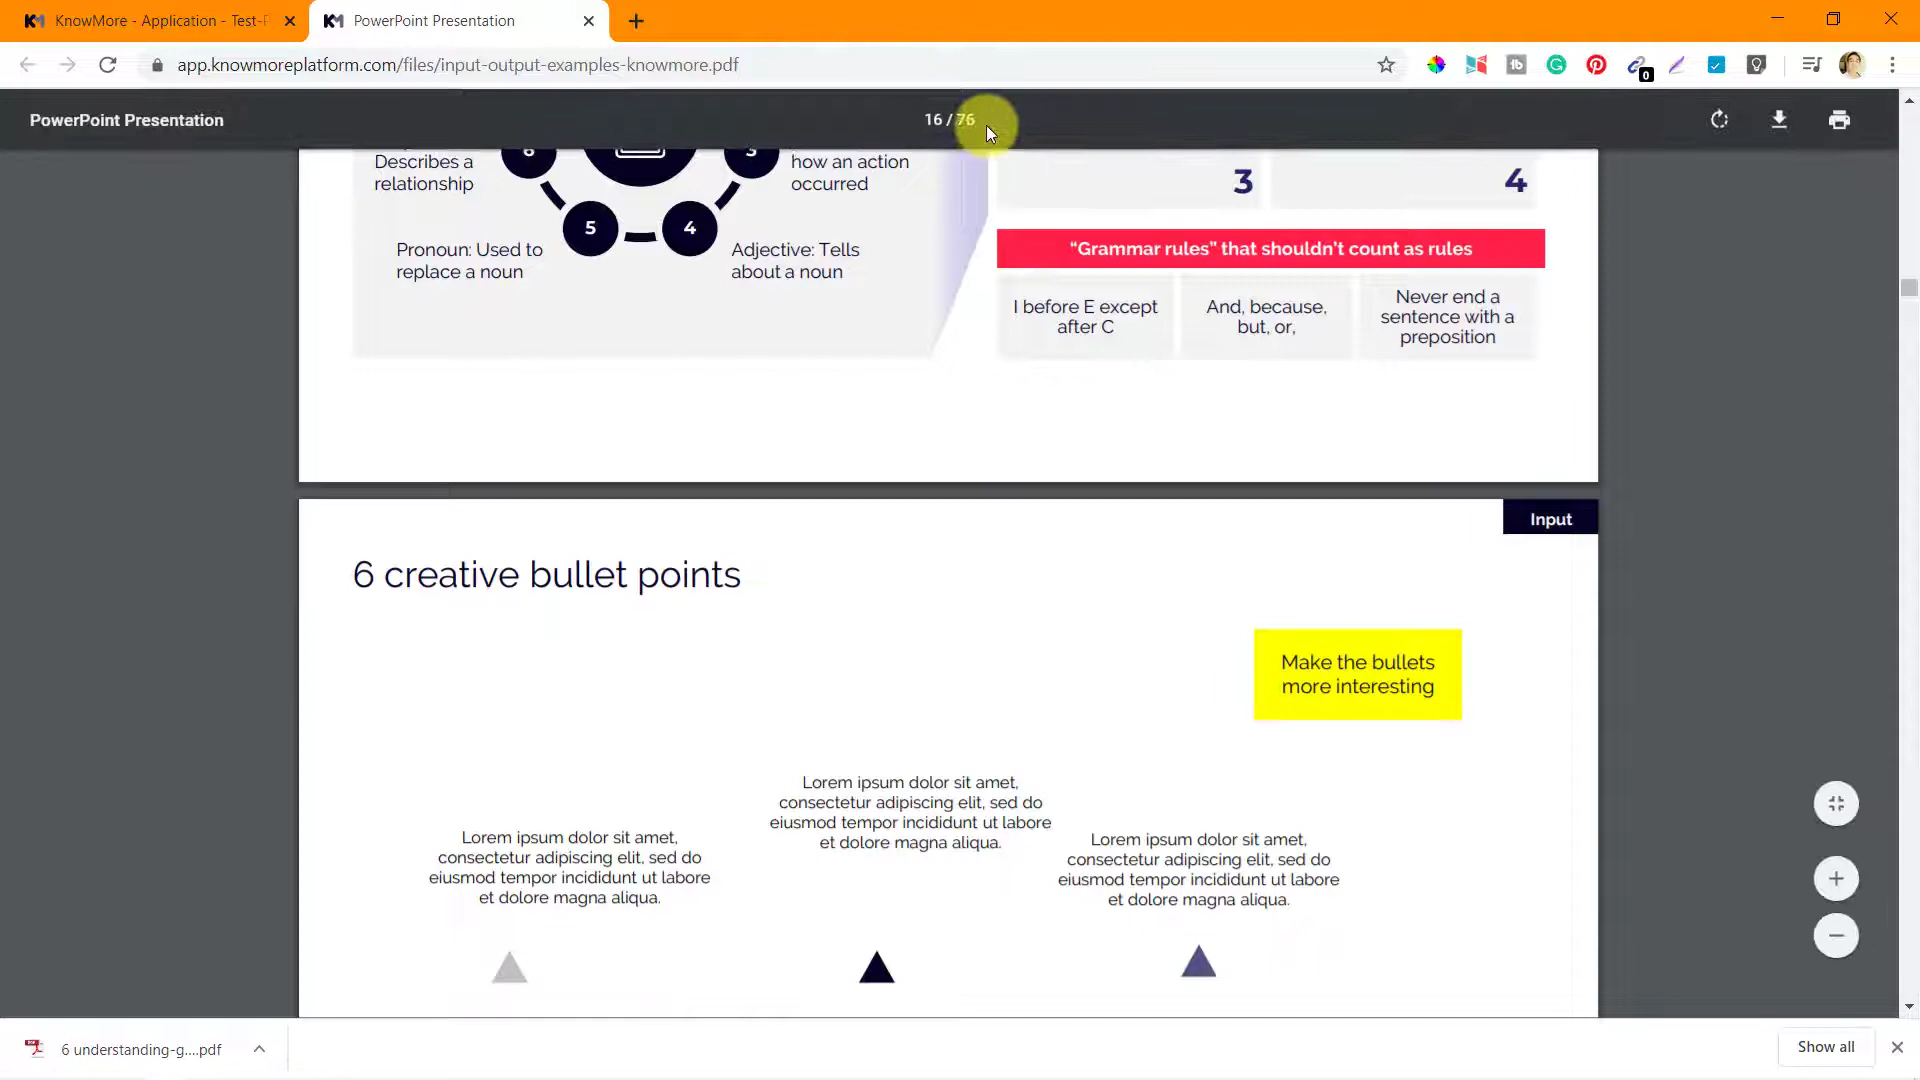 KnowMore - Application - Test-P
PowerPoint Presentation
app.knowmoreplatform.com/files/input-output-examples-knowmore.pdf
0
PowerPoint Presentation
16 / 76
6
3
Describes a
relationship
how an action
occurred
5
4
Pronoun: Used to
replace a noun
Adjective: Tells
about a noun
3
4
“Grammar rules” that shouldn’t count as rules
I before E except
after C
And, because,
but, or,
Never end a
sentence with a
preposition
Input
6 creative bullet points
Make the bullets
more interesting
Lorem ipsum dolor sit amet,
consectetur adipiscing elit, sed do
eiusmod tempor incididunt ut labore
et dolore magna aliqua.
Lorem ipsum dolor sit amet,
consectetur adipiscing elit, sed do
eiusmod tempor incididunt ut labore
et dolore magna aliqua.
Lorem ipsum dolor sit amet,
consectetur adipiscing elit, sed do
eiusmod tempor incididunt ut labore
et dolore magna aliqua.
6 understanding-g....pdf
Show all